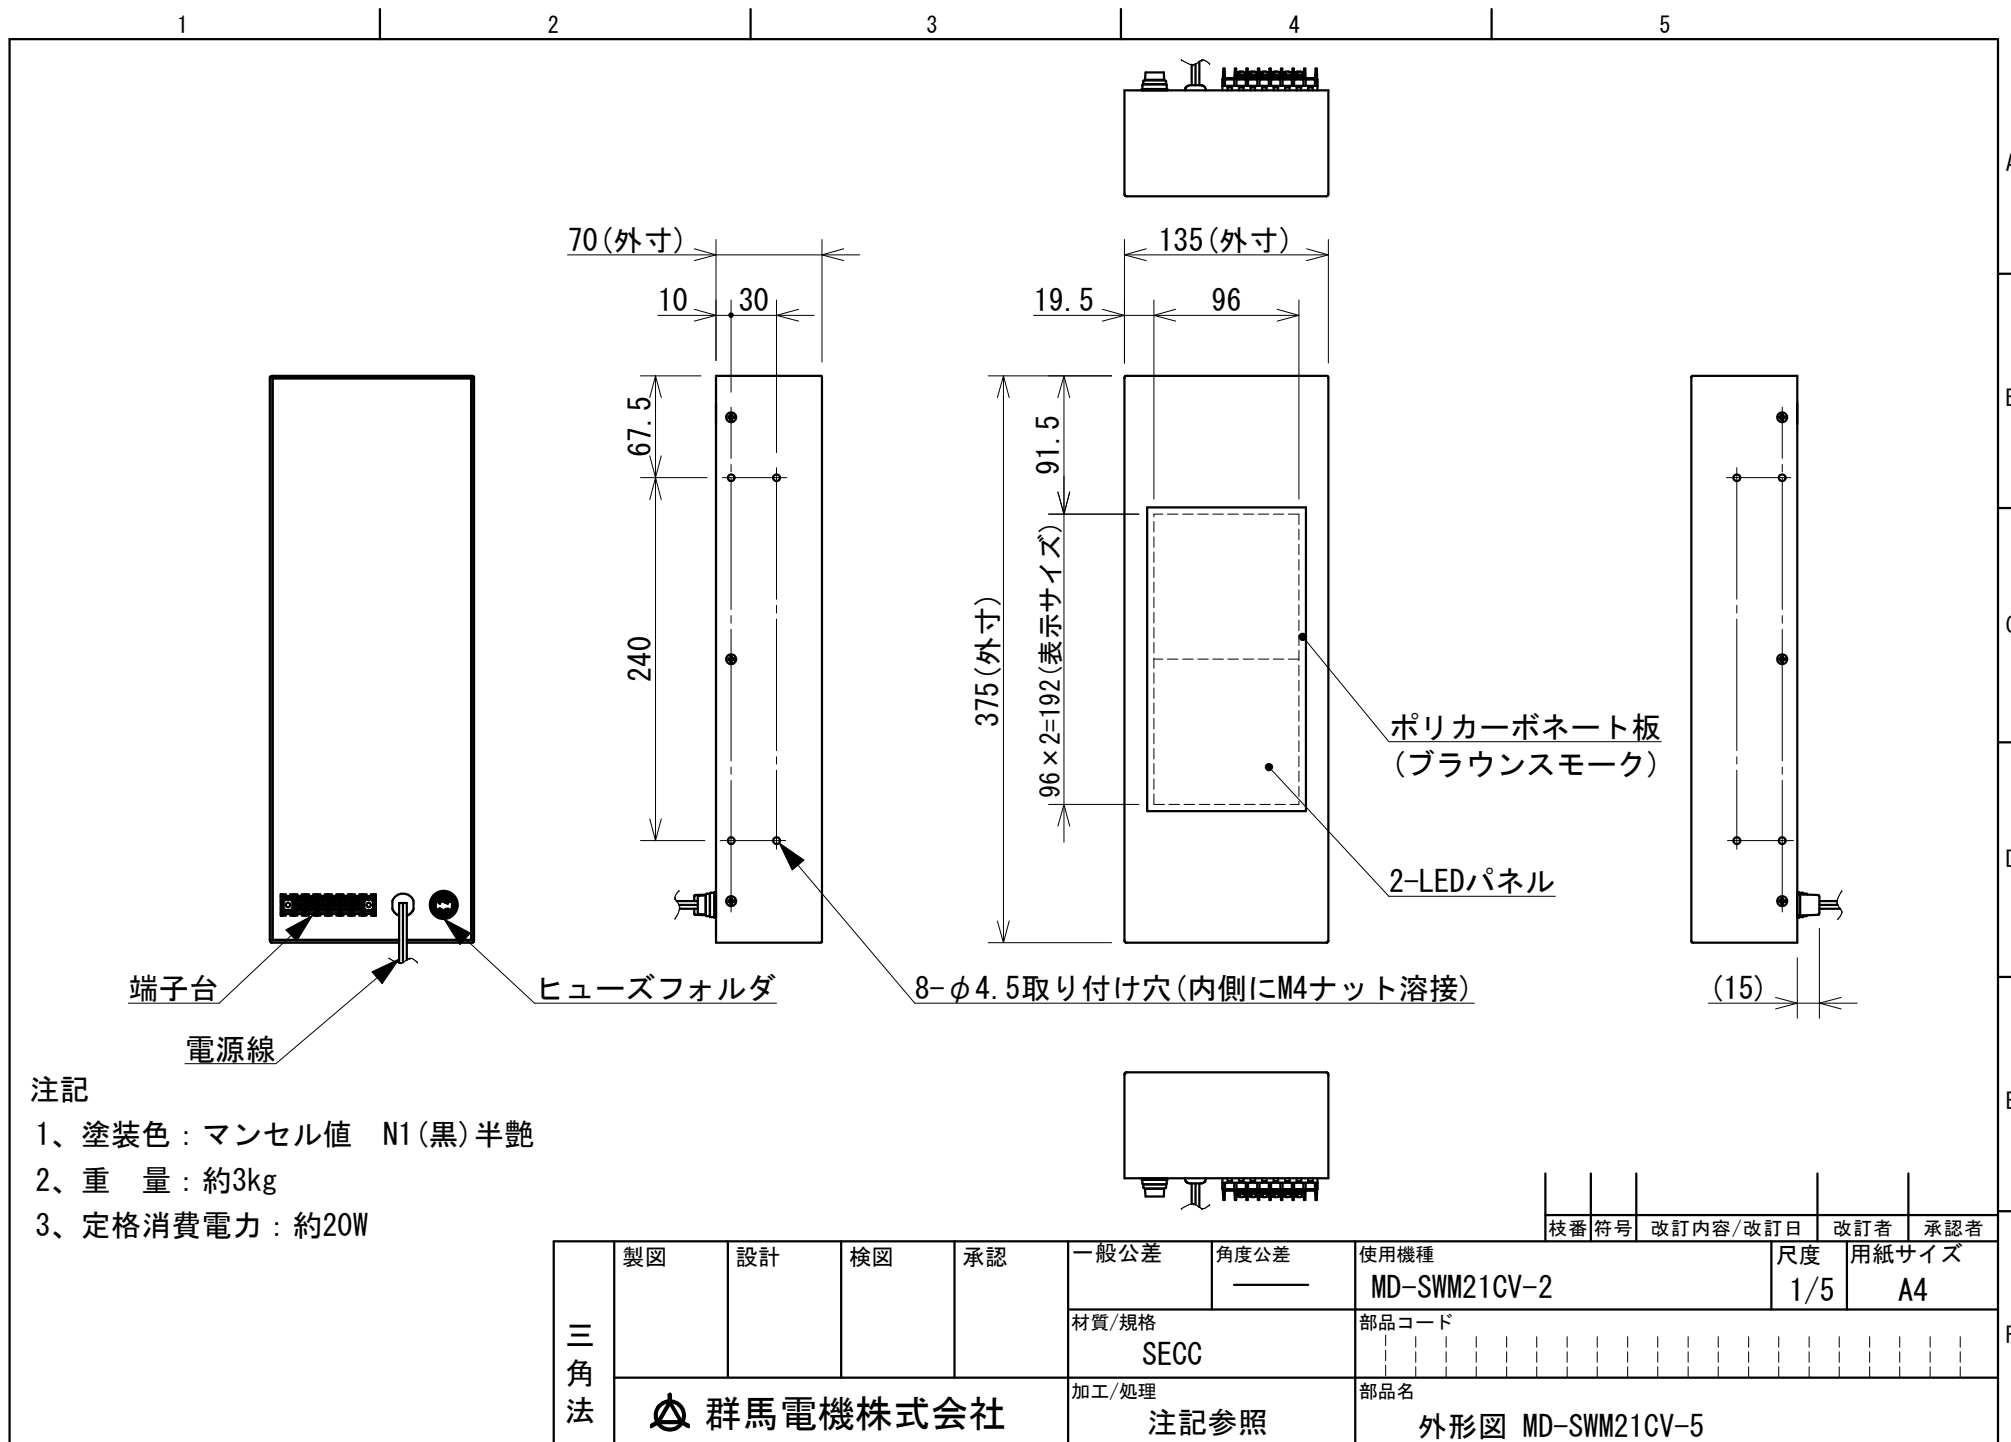 1 2 3 4 5
A
70(外寸)
135(外寸)
10 30
19.5 96
B
67.5
91.5
240
375(外寸)
96×2=192(表示サイズ)
C
ポリカーボネート板
(ブラウンスモーク)
2-LEDパネル
D
端子台
ヒューズフォルダ
8-φ4.5取り付け穴(内側にM4ナット溶接)
(15)
電源線
注記
1、塗装色：マンセル値　N1(黒)半艶
2、重　量：約3kg
3、定格消費電力：約20W
E
枝番 符号 改訂内容/改訂日 改訂者 承認者
三角法
製図 設計 検図 承認
一般公差 角度公差
使用機種
MD-SWM21CV-2
尺度
1/5
用紙サイズ
A4
材質/規格
SECC
部品コード
F
群馬電機株式会社
加工/処理
注記参照
部品名
外形図 MD-SWM21CV-5